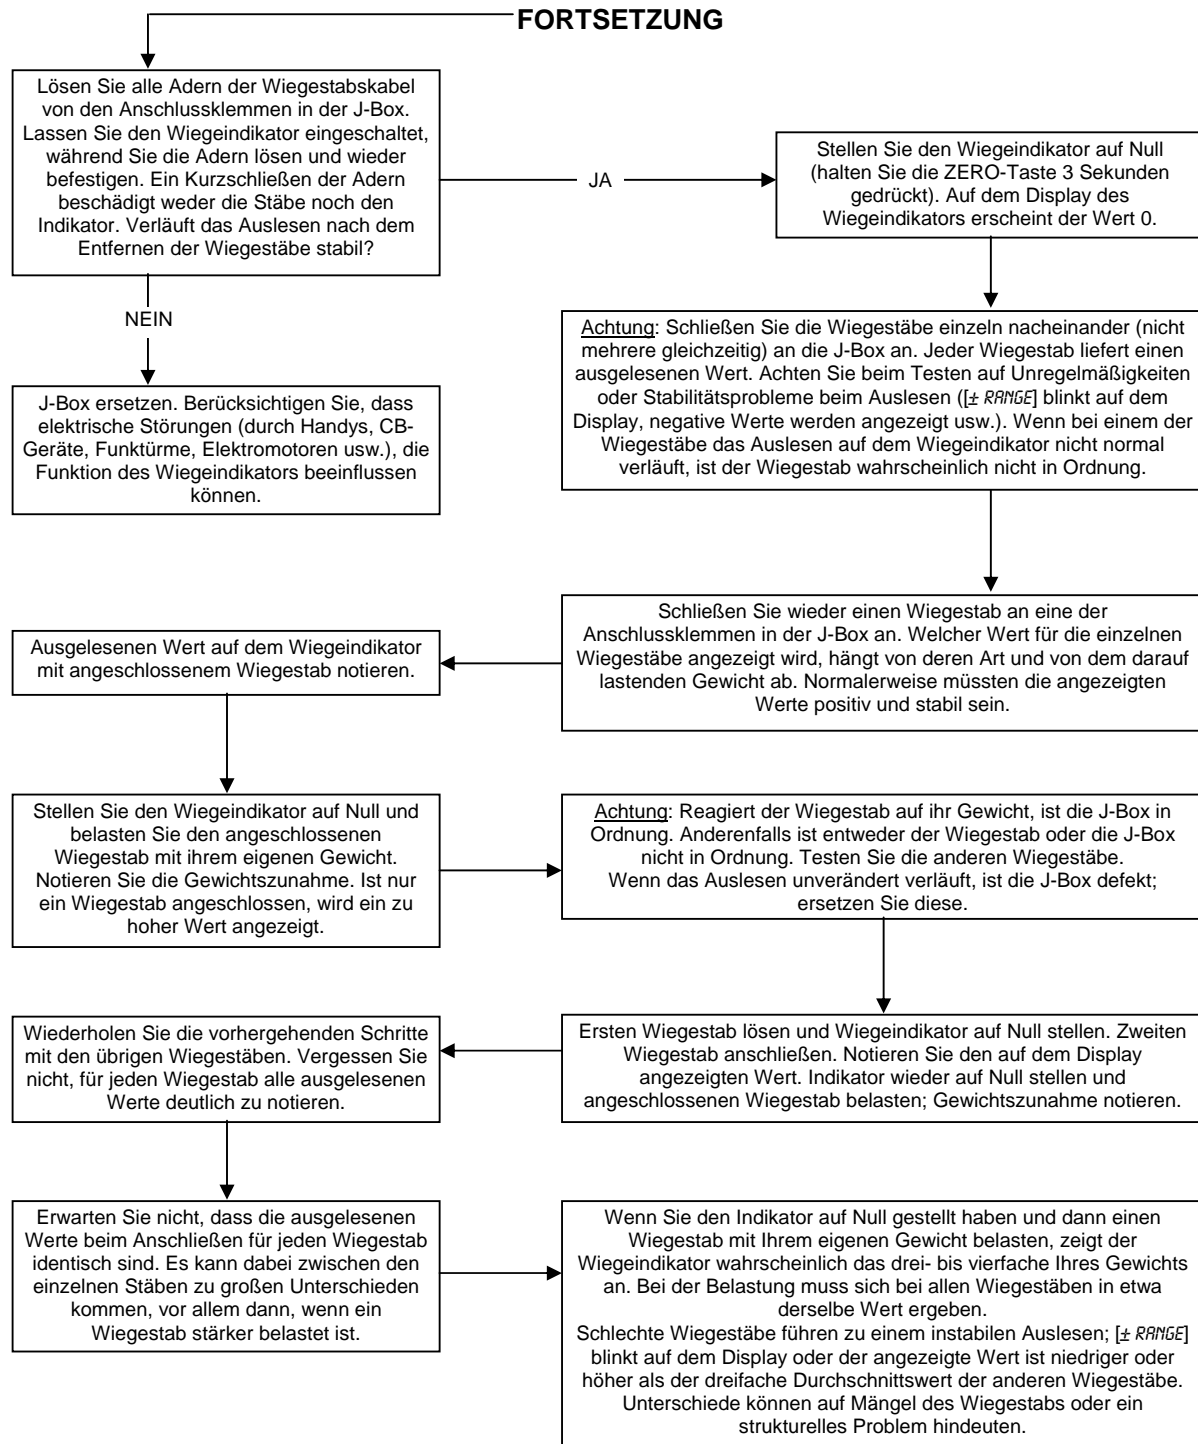 FORTSETZUNG
Lösen Sie alle Adern der Wiegestabskabel
von den Anschlussklemmen in der J-Box.
Lassen Sie den Wiegeindikator eingeschaltet,
während Sie die Adern lösen und wieder
befestigen. Ein Kurzschließen der Adern
beschädigt weder die Stäbe noch den
Indikator. Verläuft das Auslesen nach dem
Entfernen der Wiegestäbe stabil?
JA
Stellen Sie den Wiegeindikator auf Null
(halten Sie die ZERO-Taste 3 Sekunden
gedrückt). Auf dem Display des
Wiegeindikators erscheint der Wert 0.
NEIN
J-Box ersetzen. Berücksichtigen Sie, dass
elektrische Störungen (durch Handys, CB-
Geräte, Funktürme, Elektromotoren usw.), die
Funktion des Wiegeindikators beeinflussen
können.
Achtung: Schließen Sie die Wiegestäbe einzeln nacheinander (nicht
mehrere gleichzeitig) an die J-Box an. Jeder Wiegestab liefert einen
ausgelesenen Wert. Achten Sie beim Testen auf Unregelmäßigkeiten
oder Stabilitätsprobleme beim Auslesen ([± RANGE] blinkt auf dem
Display, negative Werte werden angezeigt usw.). Wenn bei einem der
Wiegestäbe das Auslesen auf dem Wiegeindikator nicht normal
verläuft, ist der Wiegestab wahrscheinlich nicht in Ordnung.
Schließen Sie wieder einen Wiegestab an eine der
Anschlussklemmen in der J-Box an. Welcher Wert für die einzelnen
Wiegestäbe angezeigt wird, hängt von deren Art und von dem darauf
lastenden Gewicht ab. Normalerweise müssten die angezeigten
Werte positiv und stabil sein.
Ausgelesenen Wert auf dem Wiegeindikator
mit angeschlossenem Wiegestab notieren.
Stellen Sie den Wiegeindikator auf Null und
belasten Sie den angeschlossenen
Wiegestab mit ihrem eigenen Gewicht.
Notieren Sie die Gewichtszunahme. Ist nur
ein Wiegestab angeschlossen, wird ein zu
hoher Wert angezeigt.
Achtung: Reagiert der Wiegestab auf ihr Gewicht, ist die J-Box in
Ordnung. Anderenfalls ist entweder der Wiegestab oder die J-Box
nicht in Ordnung. Testen Sie die anderen Wiegestäbe.
Wenn das Auslesen unverändert verläuft, ist die J-Box defekt;
ersetzen Sie diese.
Ersten Wiegestab lösen und Wiegeindikator auf Null stellen. Zweiten
Wiegestab anschließen. Notieren Sie den auf dem Display
angezeigten Wert. Indikator wieder auf Null stellen und
angeschlossenen Wiegestab belasten; Gewichtszunahme notieren.
Wiederholen Sie die vorhergehenden Schritte
mit den übrigen Wiegestäben. Vergessen Sie
nicht, für jeden Wiegestab alle ausgelesenen
Werte deutlich zu notieren.
Erwarten Sie nicht, dass die ausgelesenen
Werte beim Anschließen für jeden Wiegestab
identisch sind. Es kann dabei zwischen den
einzelnen Stäben zu großen Unterschieden
kommen, vor allem dann, wenn ein
Wiegestab stärker belastet ist.
Wenn Sie den Indikator auf Null gestellt haben und dann einen
Wiegestab mit Ihrem eigenen Gewicht belasten, zeigt der
Wiegeindikator wahrscheinlich das drei- bis vierfache Ihres Gewichts
an. Bei der Belastung muss sich bei allen Wiegestäben in etwa
derselbe Wert ergeben.
Schlechte Wiegestäbe führen zu einem instabilen Auslesen; [± RANGE]
blinkt auf dem Display oder der angezeigte Wert ist niedriger oder
höher als der dreifache Durchschnittswert der anderen Wiegestäbe.
Unterschiede können auf Mängel des Wiegestabs oder ein
strukturelles Problem hindeuten.